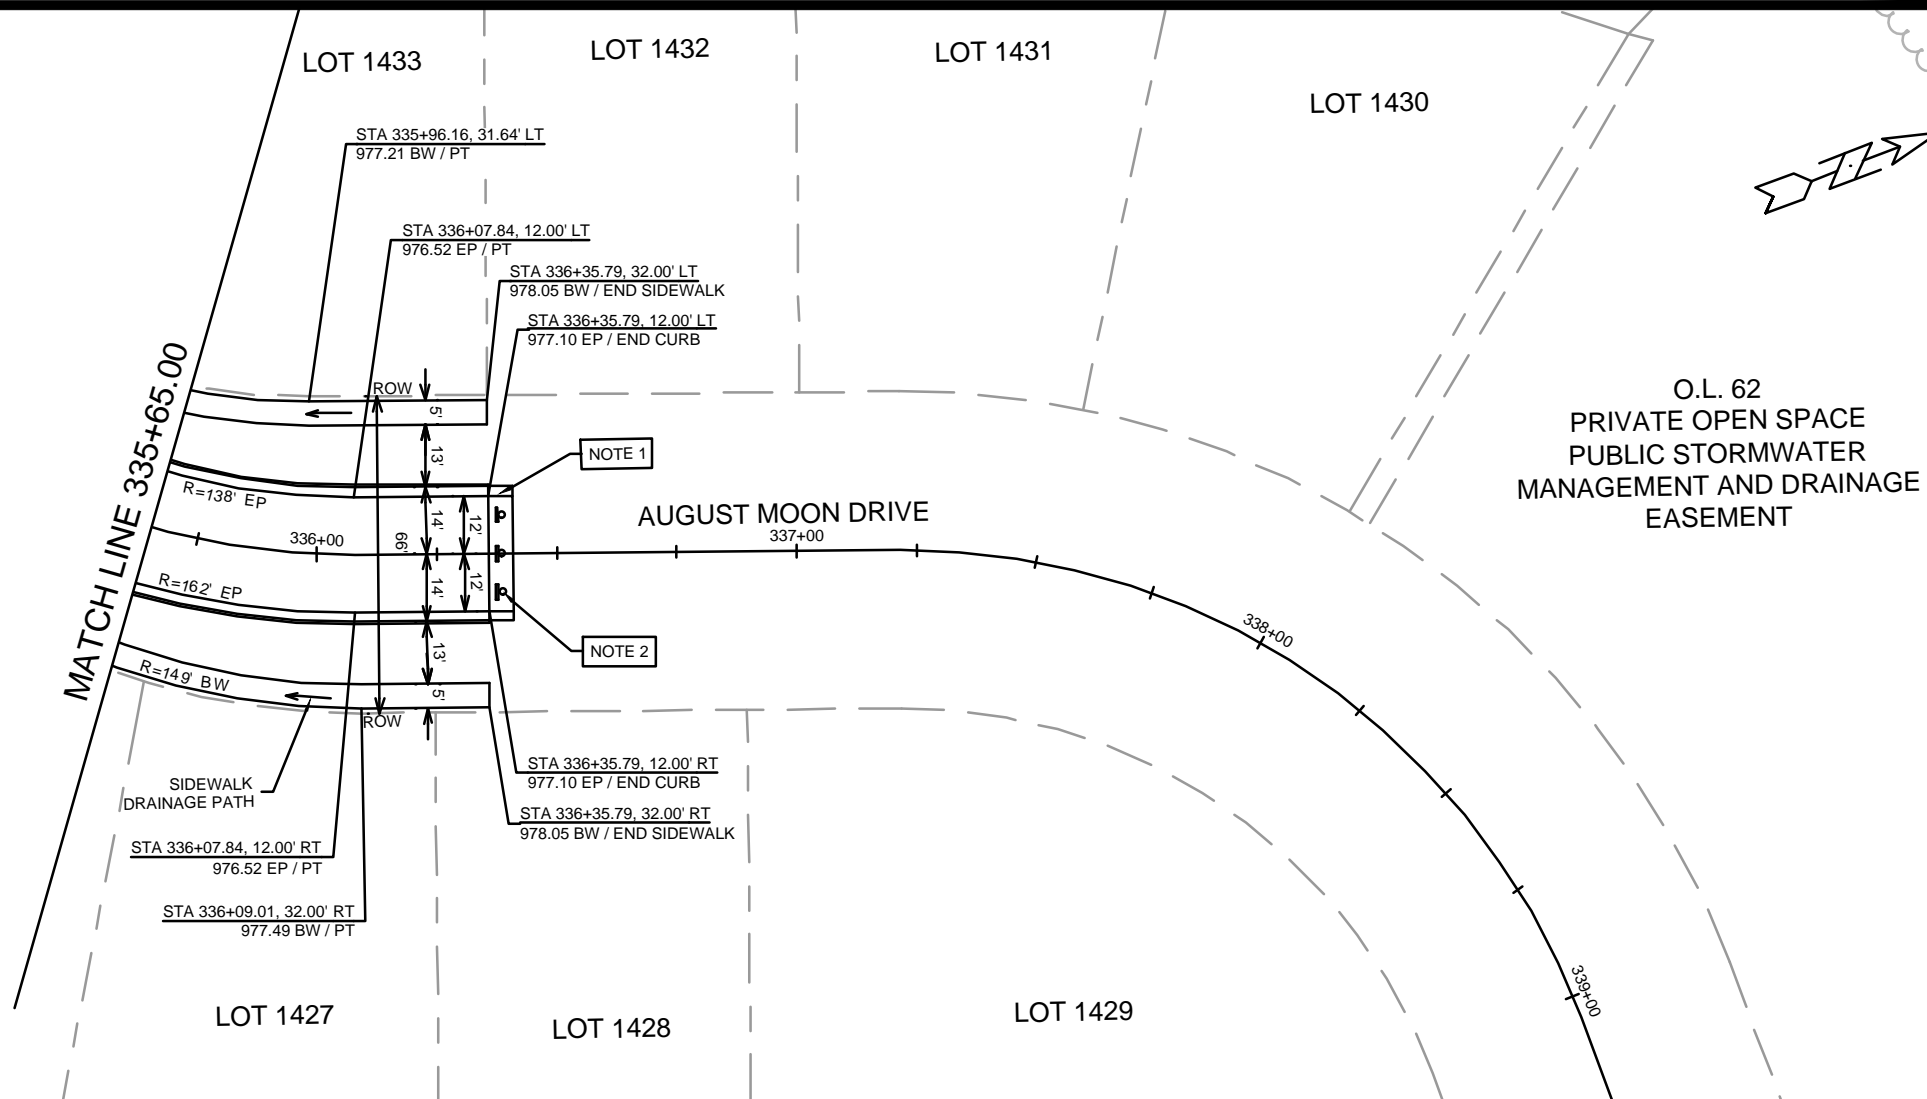 LOT 1433
LOT 1432
LOT 1431
LOT 1430
STA 335+96.16, 31.64' LT
977.21 BW / PT
STA 336+07.84, 12.00' LT
976.52 EP / PT
STA 336+35.79, 32.00' LT
978.05 BW / END SIDEWALK
STA 336+35.79, 12.00' LT
977.10 EP / END CURB
MATCH LINE 335+65.00
ROW
5'
13'
14'
12'
66'
14'
12'
13'
5'
ROW
NOTE 1
NOTE 2
R=138' EP
R=162' EP
R=149' BW
336+00
AUGUST MOON DRIVE
337+00
338+00
339+00
O.L. 62
PRIVATE OPEN SPACE
PUBLIC STORMWATER
MANAGEMENT AND DRAINAGE
EASEMENT
SIDEWALK
DRAINAGE PATH
STA 336+35.79, 12.00' RT
977.10 EP / END CURB
STA 336+35.79, 32.00' RT
978.05 BW / END SIDEWALK
STA 336+07.84, 12.00' RT
976.52 EP / PT
STA 336+09.01, 32.00' RT
977.49 BW / PT
LOT 1427
LOT 1428
LOT 1429